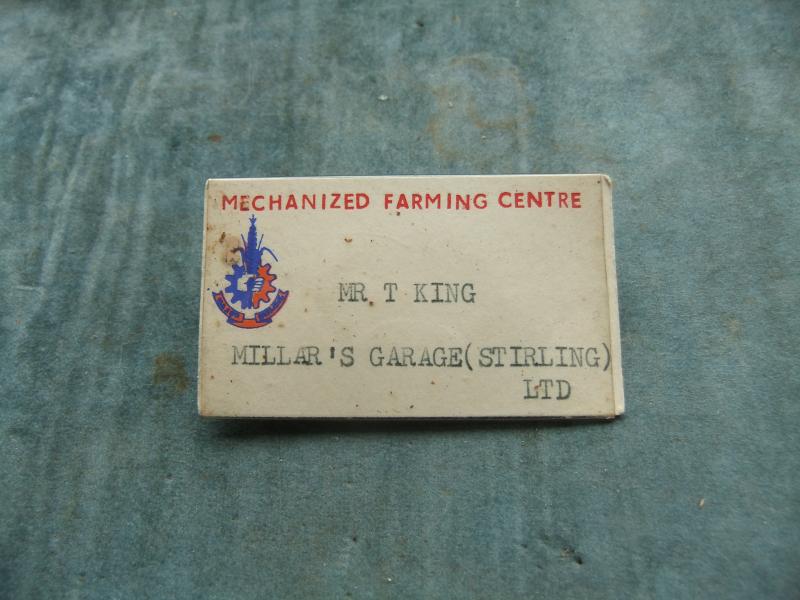 MECHANIZED FARMING CENTRE
MR T KING
MILLAR'S GARAGE(STIRLING)
LTD